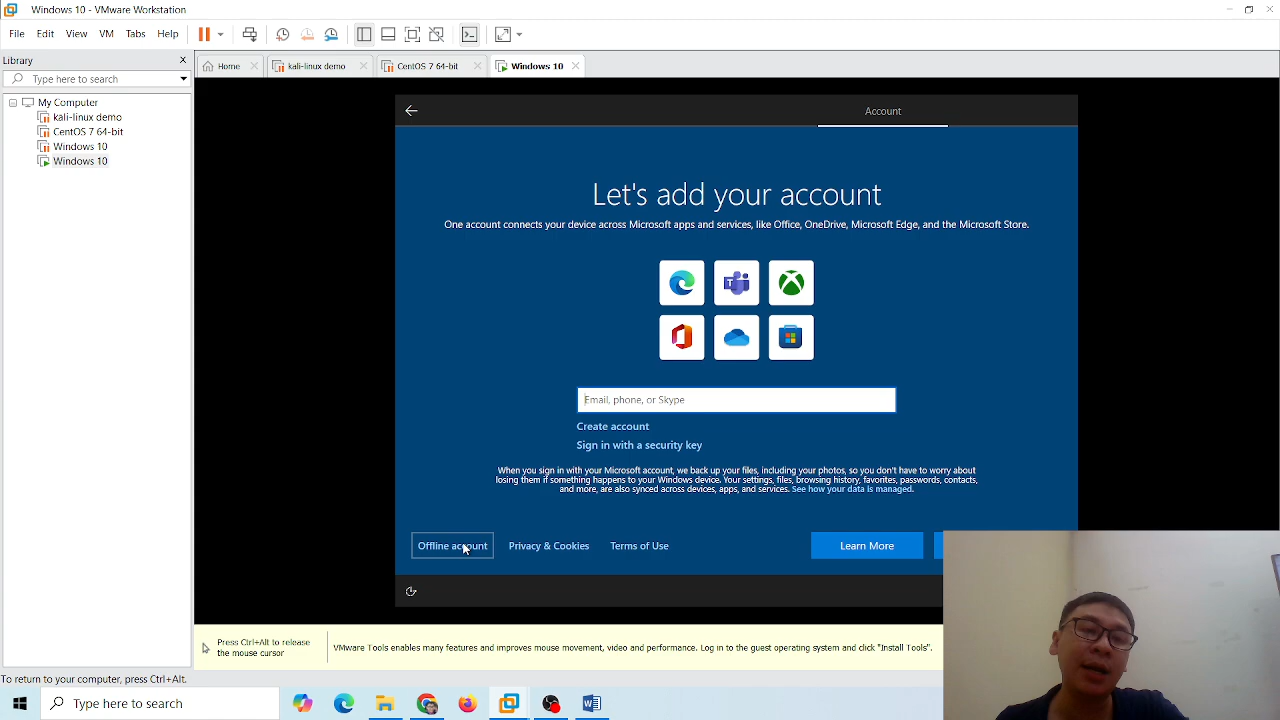 Windows 10 - VMware Workstation
File Edit View VM Tabs Help
Library
Type here to search
My Computer
kali-linux demo
CentOS 7 64-bit
Windows 10
Windows 10
Home
kali-linux demo
CentOS 7 64-bit
Windows 10
Account
Let's add your account
One account connects your device across Microsoft apps and services, like Office, OneDrive, Microsoft Edge, and the Microsoft Store.
Email, phone, or Skype
Create account
Sign in with a security key
When you sign in with your Microsoft account, we back up your files, including your photos, so you don't have to worry about
losing them if something happens to your Windows device. Your settings, files, browsing history, favorites, passwords, contacts,
and more, are also synced across devices, apps, and services. See how your data is managed.
Offline account Privacy & Cookies Terms of Use Learn More
Press Ctrl+Alt to release
the mouse cursor
VMware Tools enables many features and improves mouse movement, video and performance. Log in to the guest operating system and click "Install Tools".
To return to your computer, press Ctrl+Alt.
Type here to search